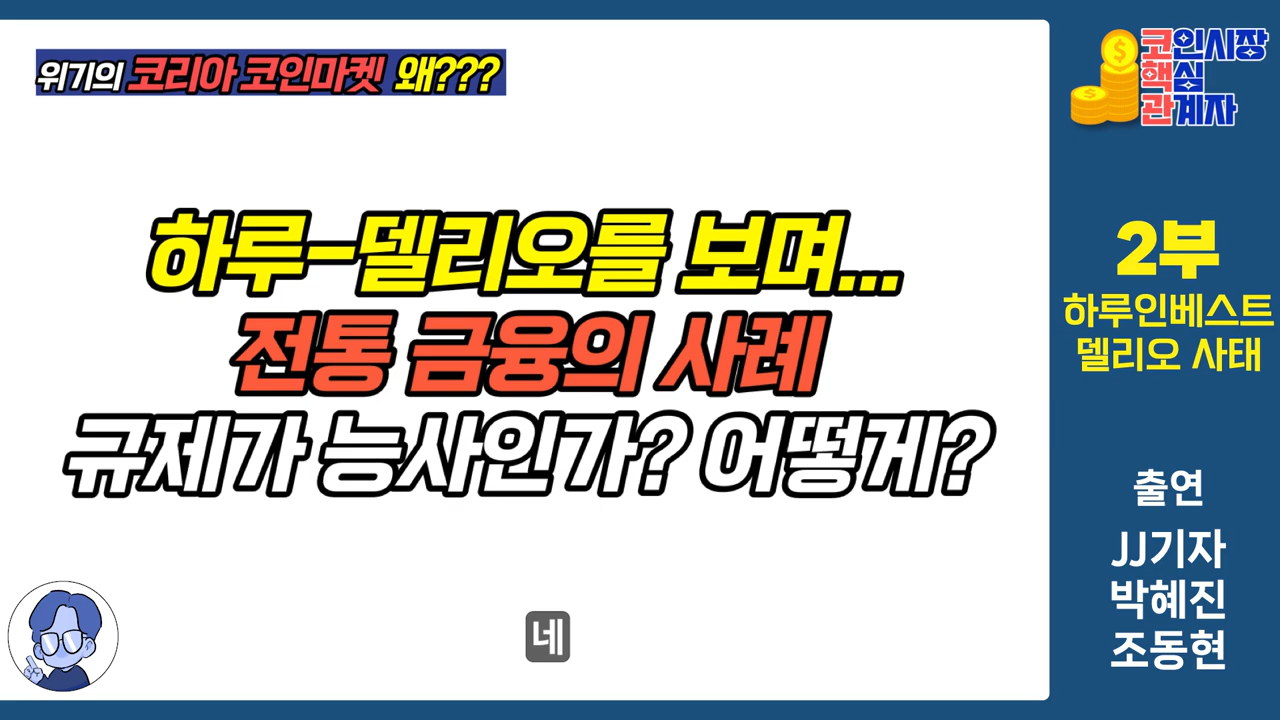 위기의 코리아 코인마켓 왜???
하루-델리오를 보며...
전통 금융의 사례
규제가 능사인가? 어떻게?
네
코인시장
핵심
관계자
2부
하루인베스트
델리오 사태
출연
JJ기자
박혜진
조동현